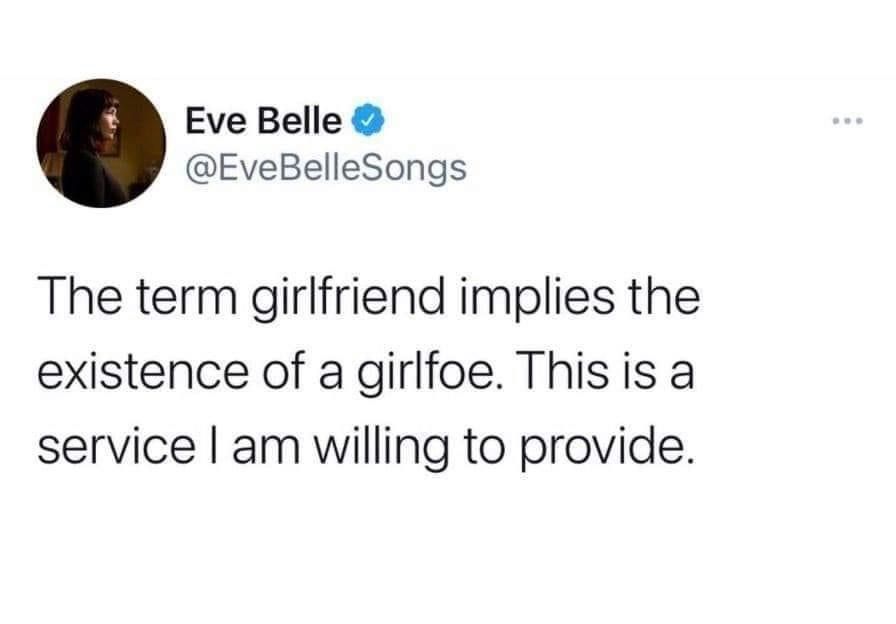 Eve Belle
@EveBelleSongs
The term girlfriend implies the
existence of a girlfoe. This is a
service I am willing to provide.